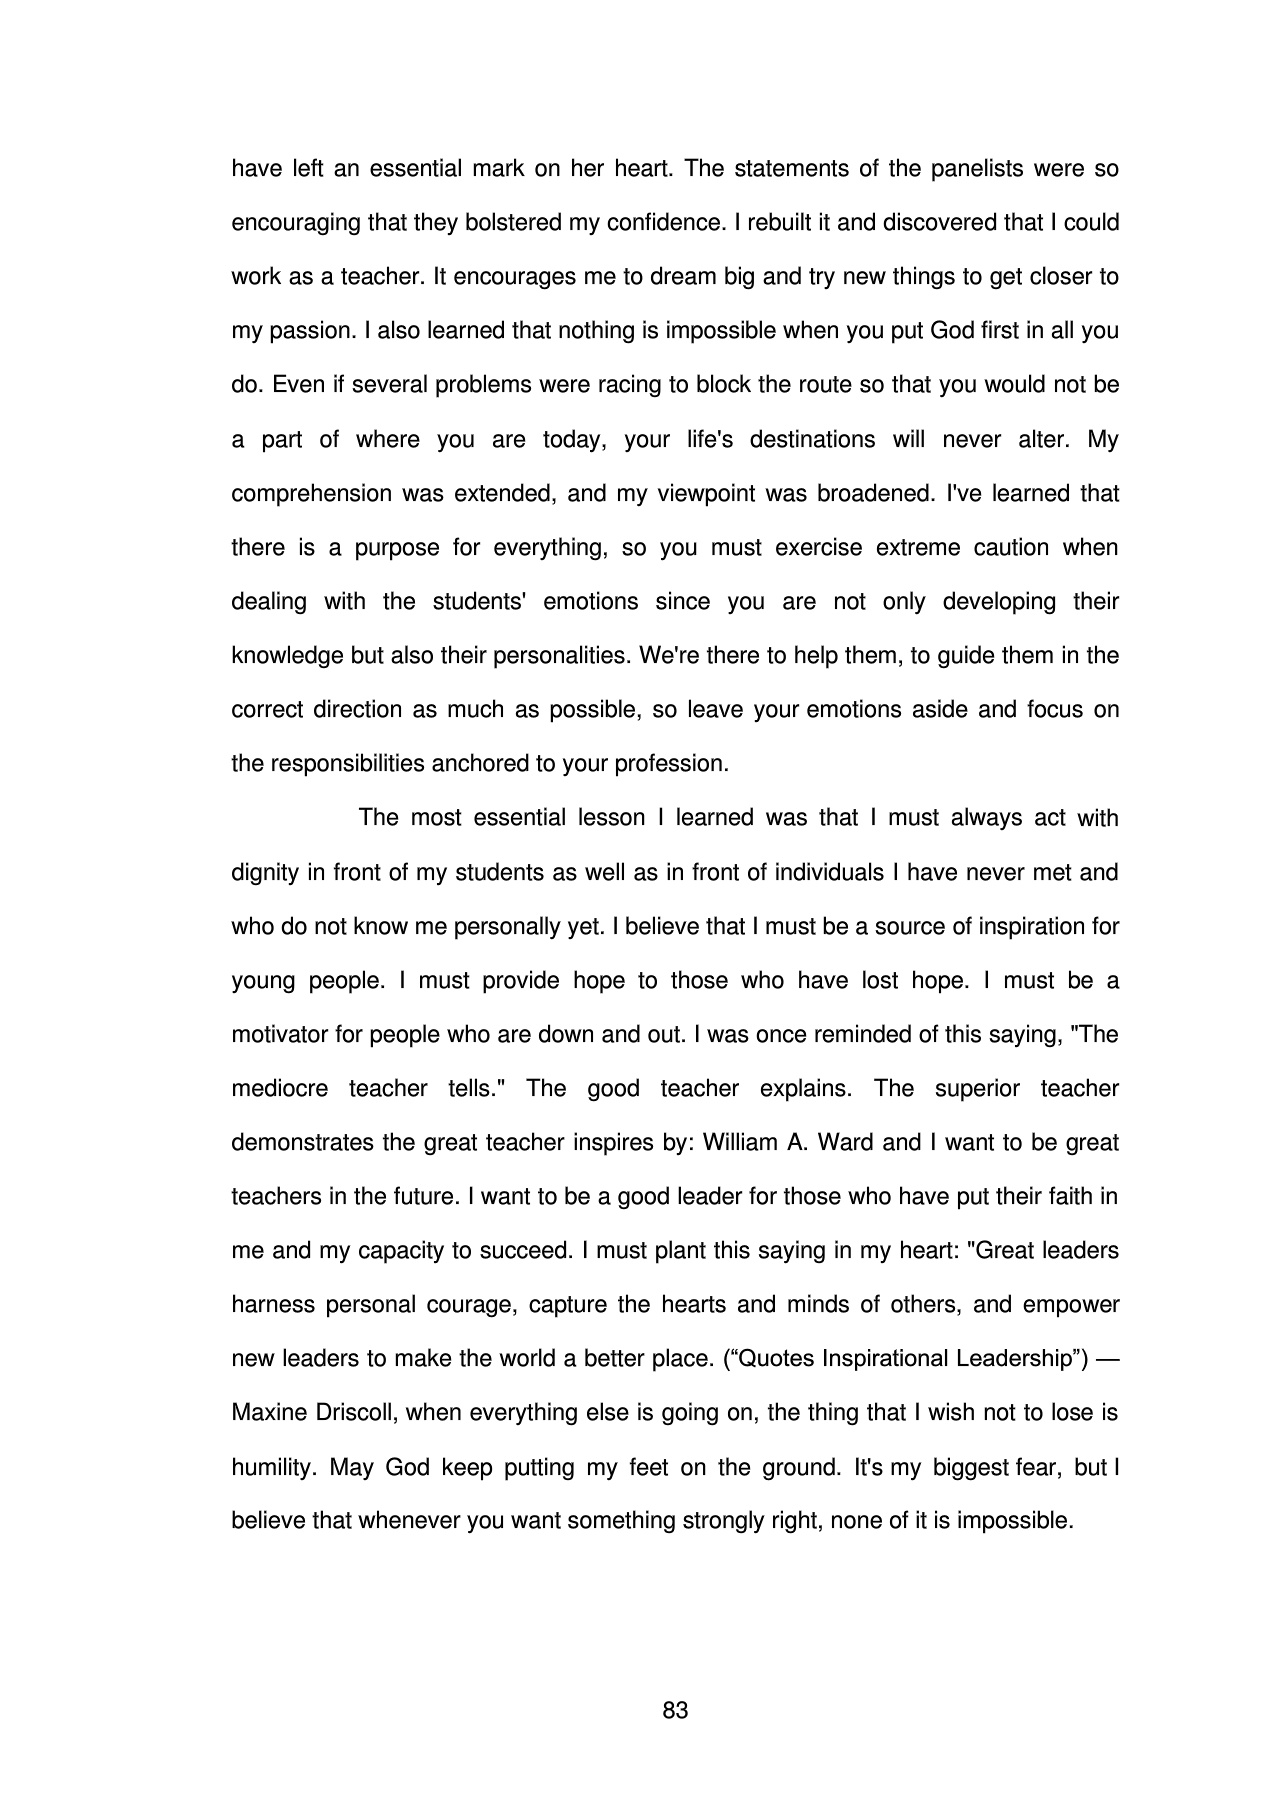 have left an essential mark on her heart. The statements of the panelists were so
encouraging that they bolstered my confidence. I rebuilt it and discovered that I could
work as a teacher. It encourages me to dream big and try new things to get closer to
my passion. I also learned that nothing is impossible when you put God first in all you
do. Even if several problems were racing to block the route so that you would not be
a part of where you are today, your life's destinations will never alter. My
comprehension was extended, and my viewpoint was broadened. I've learned that
there is a purpose for everything, so you must exercise extreme caution when
dealing with the students' emotions since you are not only developing their
knowledge but also their personalities. We're there to help them, to guide them in the
correct direction as much as possible, so leave your emotions aside and focus on
the responsibilities anchored to your profession.
The most essential lesson I learned was that I must always act with
dignity in front of my students as well as in front of individuals I have never met and
who do not know me personally yet. I believe that I must be a source of inspiration for
young people. I must provide hope to those who have lost hope. I must be a
motivator for people who are down and out. I was once reminded of this saying, "The
mediocre teacher tells." The good teacher explains. The superior teacher
demonstrates the great teacher inspires by: William A. Ward and I want to be great
teachers in the future. I want to be a good leader for those who have put their faith in
me and my capacity to succeed. I must plant this saying in my heart: "Great leaders
harness personal courage, capture the hearts and minds of others, and empower
new leaders to make the world a better place. (“Quotes Inspirational Leadership”) —
Maxine Driscoll, when everything else is going on, the thing that I wish not to lose is
humility. May God keep putting my feet on the ground. It's my biggest fear, but I
believe that whenever you want something strongly right, none of it is impossible.
83